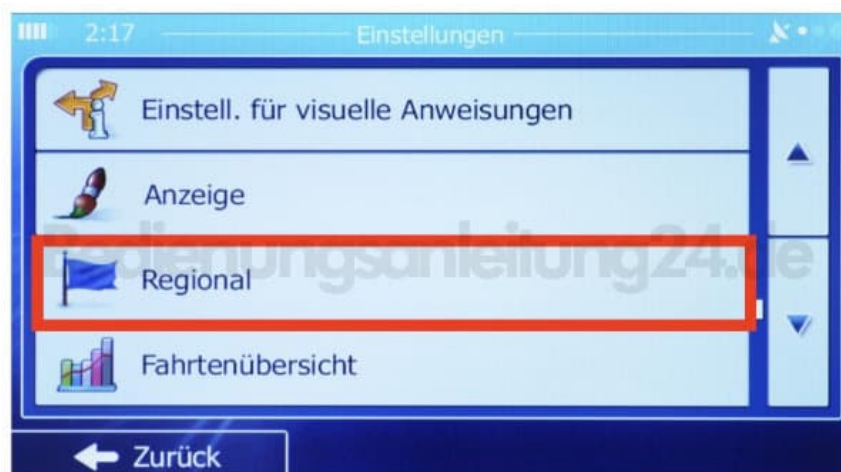 2:17 Einstellungen
Einstell. für visuelle Anweisungen
Anzeige
Bedienungsanleitung24.de
Regional
Fahrtenübersicht
Zurück